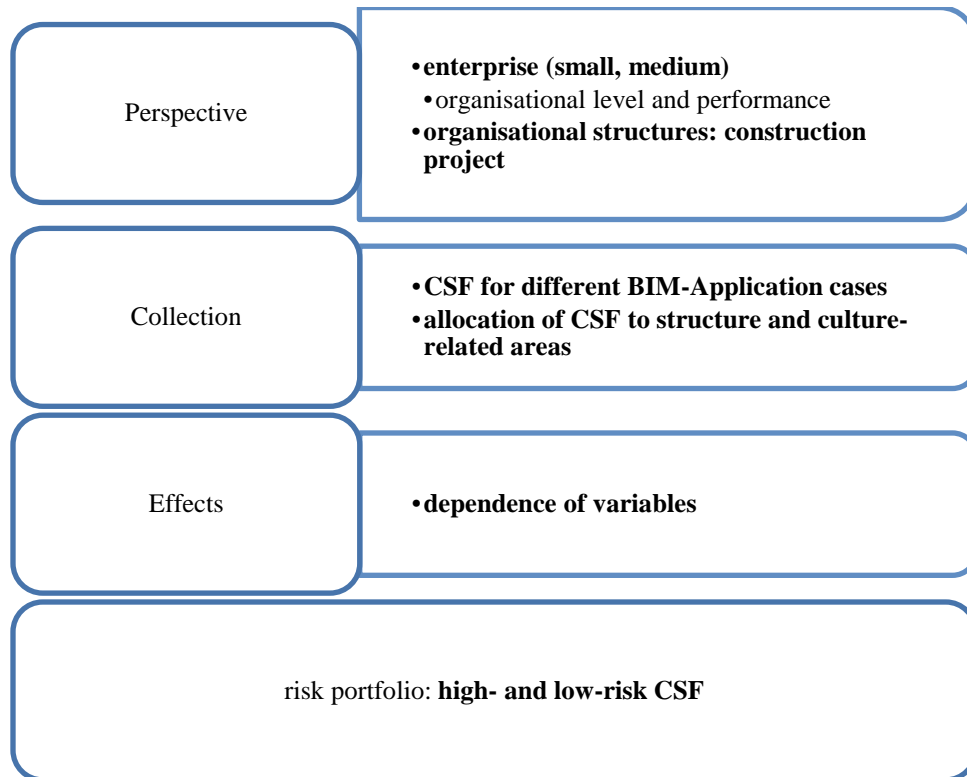 Perspective
•enterprise (small, medium)
•organisational level and performance
•organisational structures: construction
project
Collection
•CSF for different BIM-Application cases
•allocation of CSF to structure and culture-
related areas
Effects
•dependence of variables
risk portfolio: high- and low-risk CSF